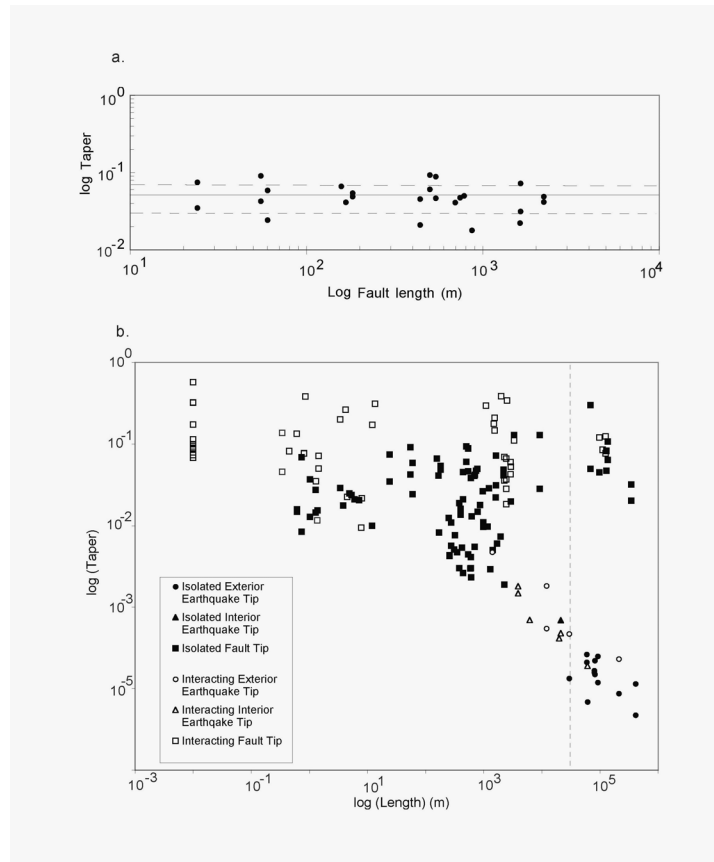 a.
10^0
10^-1
10^-2
log Taper
10^1 10^2 10^3 10^4
Log Fault length (m)
b.
10^0
10^-1
10^-2
10^-3
10^-5
log (Taper)
Isolated Exterior
Earthquake Tip
Isolated Interior
Earthquake Tip
Isolated Fault Tip
Interacting Exterior
Earthquake Tip
Interacting Interior
Earthqake Tip
Interacting Fault Tip
10^-3 10^-1 10^1 10^3 10^5
log (Length) (m)